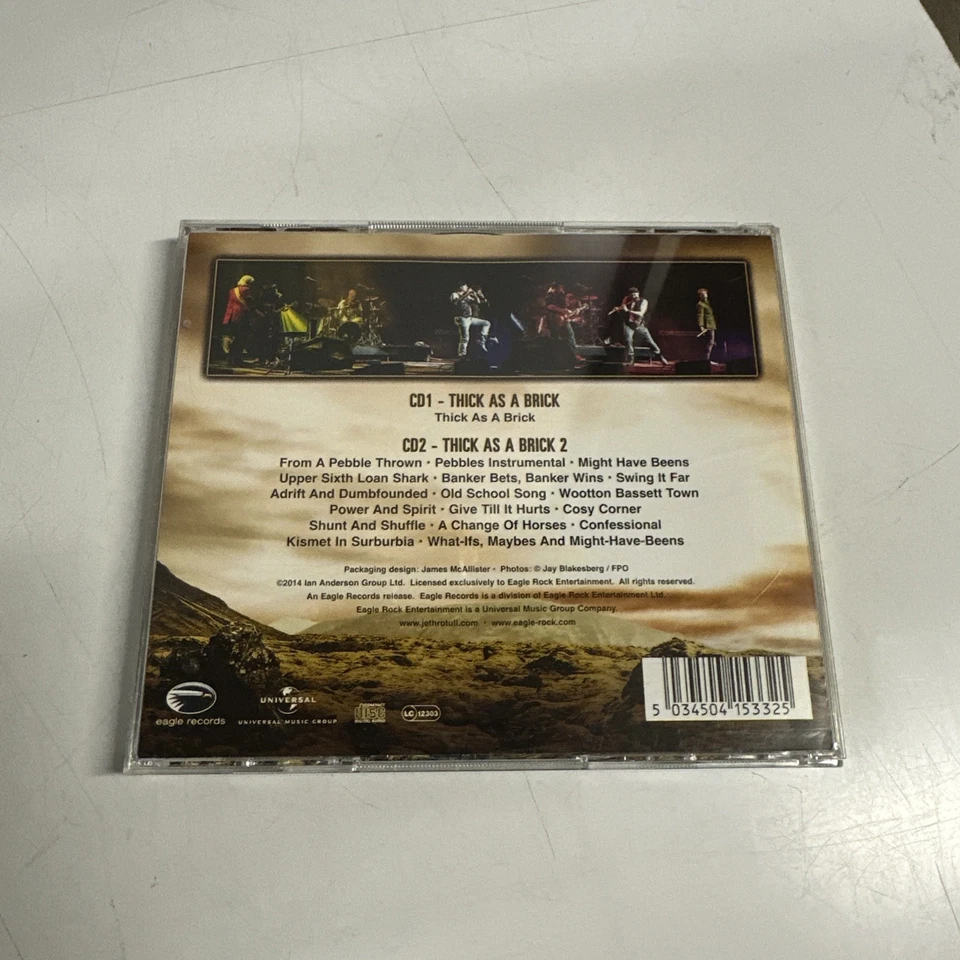 CD1 - THICK AS A BRICK
Thick As A Brick
CD2 - THICK AS A BRICK 2
From A Pebble Thrown • Pebbles Instrumental • Might Have Beens
Upper Sixth Loan Shark • Banker Bets, Banker Wins • Swing It Far
Adrift And Dumbfounded • Old School Song • Wootton Bassett Town
Power And Spirit • Give Till It Hurts • Cosy Corner
Shunt And Shuffle • A Change Of Horses • Confessional
Kismet In Surburbia • What-Ifs, Maybes And Might-Have-Beens
Packaging design: James McAllister • Photos: © Jay Blakesberg / FPO
©2014 Ian Anderson Group Ltd. Licensed exclusively to Eagle Rock Entertainment. All rights reserved.
An Eagle Records release. Eagle Records is a division of Eagle Rock Entertainment Ltd.
Eagle Rock Entertainment is a Universal Music Group Company.
www.jethrotull.com • www.eagle-rock.com
eagle records
UNIVERSAL
UNIVERSAL MUSIC GROUP
COMPACT
disc
DIGITAL AUDIO
LC 12303
5 034504 153325